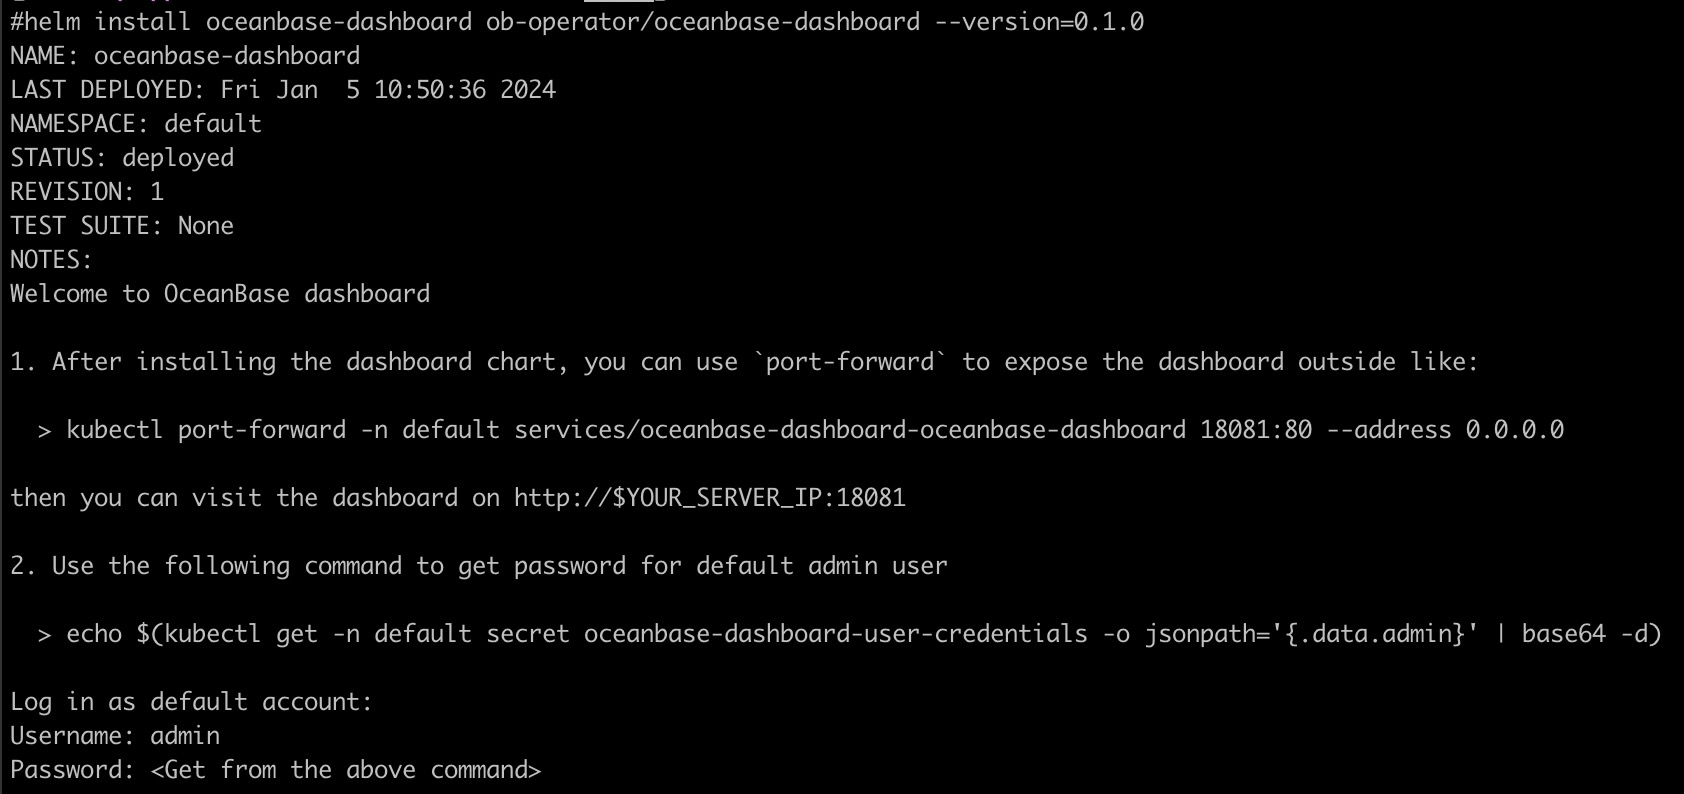 #helm install oceanbase-dashboard ob-operator/oceanbase-dashboard --version=0.1.0
NAME: oceanbase-dashboard
LAST DEPLOYED: Fri Jan  5 10:50:36 2024
NAMESPACE: default
STATUS: deployed
REVISION: 1
TEST SUITE: None
NOTES:
Welcome to OceanBase dashboard

1. After installing the dashboard chart, you can use `port-forward` to expose the dashboard outside like:

  > kubectl port-forward -n default services/oceanbase-dashboard-oceanbase-dashboard 18081:80 --address 0.0.0.0

then you can visit the dashboard on http://$YOUR_SERVER_IP:18081

2. Use the following command to get password for default admin user

  > echo $(kubectl get -n default secret oceanbase-dashboard-user-credentials -o jsonpath='{.data.admin}' | base64 -d)

Log in as default account:
Username: admin
Password: <Get from the above command>